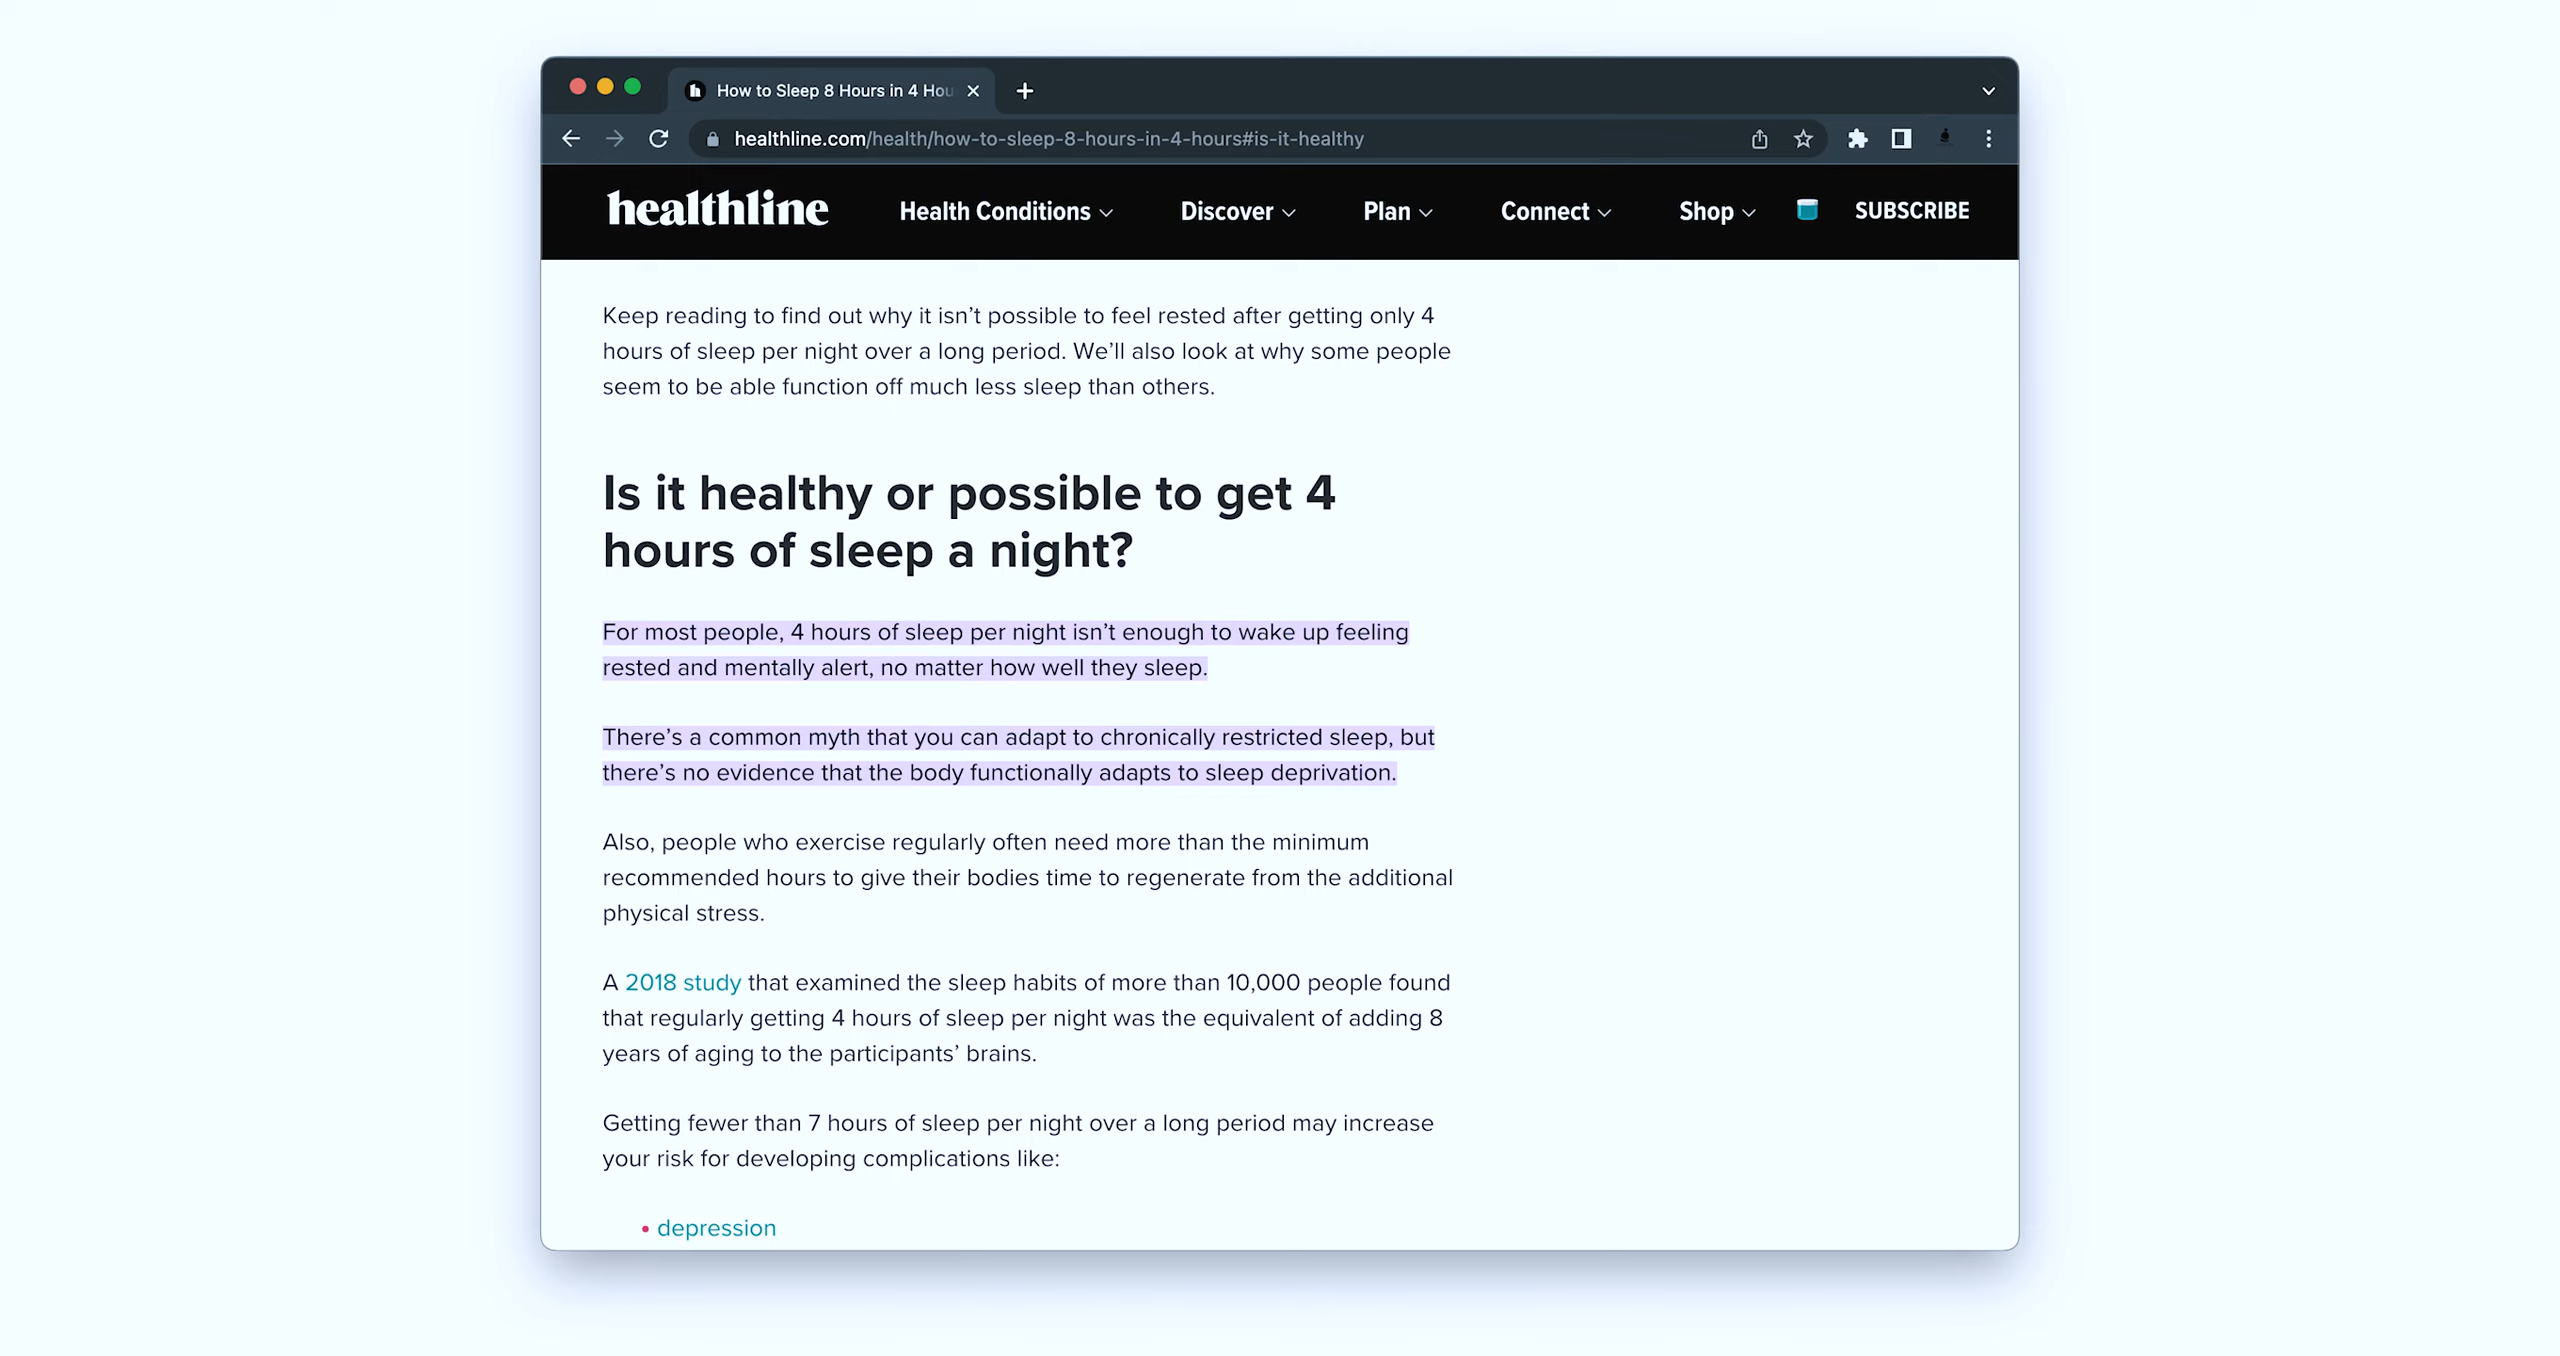 How to Sleep 8 Hours in 4 Hou
healthline.com/health/how-to-sleep-8-hours-in-4-hours#is-it-healthy
healthline Health Conditions Discover Plan Connect Shop SUBSCRIBE
Keep reading to find out why it isn’t possible to feel rested after getting only 4
hours of sleep per night over a long period. We’ll also look at why some people
seem to be able function off much less sleep than others.
Is it healthy or possible to get 4
hours of sleep a night?
For most people, 4 hours of sleep per night isn’t enough to wake up feeling
rested and mentally alert, no matter how well they sleep.
There’s a common myth that you can adapt to chronically restricted sleep, but
there’s no evidence that the body functionally adapts to sleep deprivation.
Also, people who exercise regularly often need more than the minimum
recommended hours to give their bodies time to regenerate from the additional
physical stress.
A 2018 study that examined the sleep habits of more than 10,000 people found
that regularly getting 4 hours of sleep per night was the equivalent of adding 8
years of aging to the participants’ brains.
Getting fewer than 7 hours of sleep per night over a long period may increase
your risk for developing complications like:
• depression